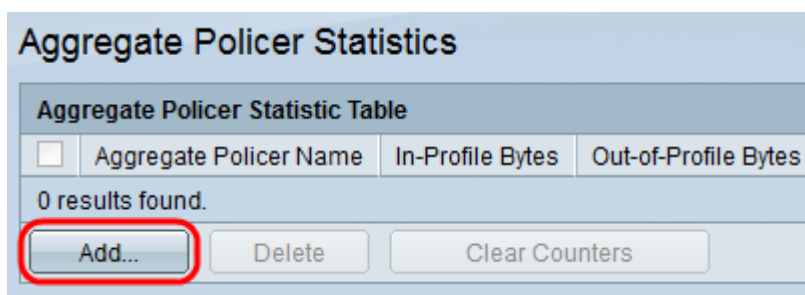 Aggregate Policer Statistics
Aggregate Policer Statistic Table
Aggregate Policer Name In-Profile Bytes Out-of-Profile Bytes
0 results found.
Add... Delete Clear Counters